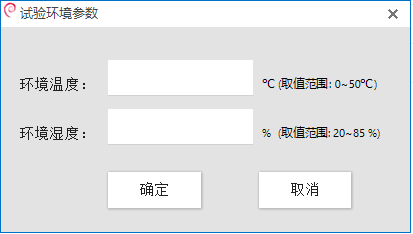 试验环境参数
环境温度： ℃ (取值范围: 0~50℃)
环境湿度： % (取值范围: 20~85 %)
确定 取消